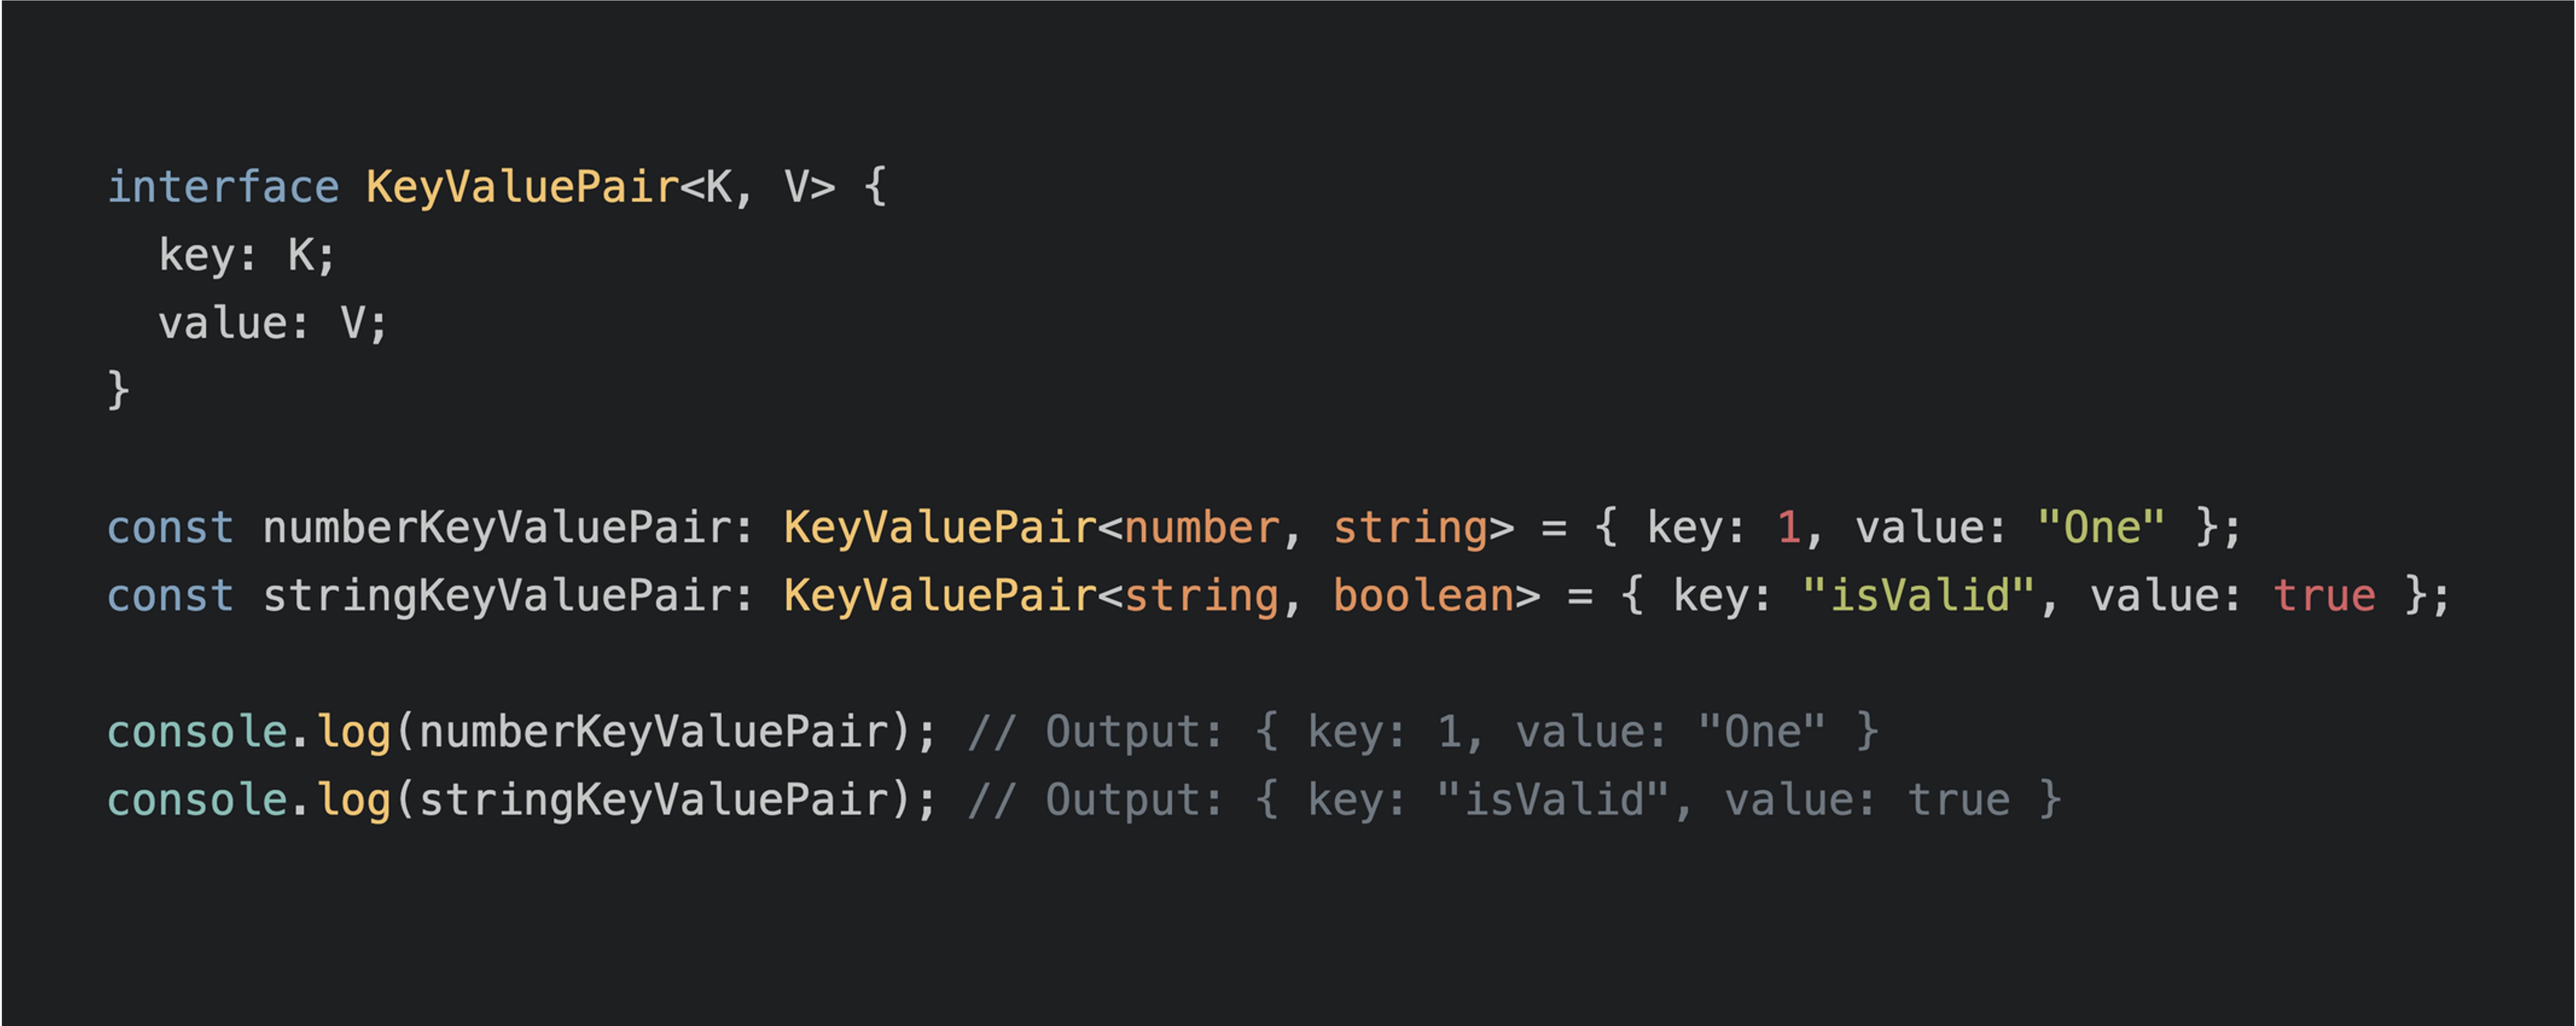 interface KeyValuePair<K, V> {
  key: K;
  value: V;
}
const numberKeyValuePair: KeyValuePair<number, string> = { key: 1, value: "One" };
const stringKeyValuePair: KeyValuePair<string, boolean> = { key: "isValid", value: true };
console.log(numberKeyValuePair); // Output: { key: 1, value: "One" }
console.log(stringKeyValuePair); // Output: { key: "isValid", value: true }